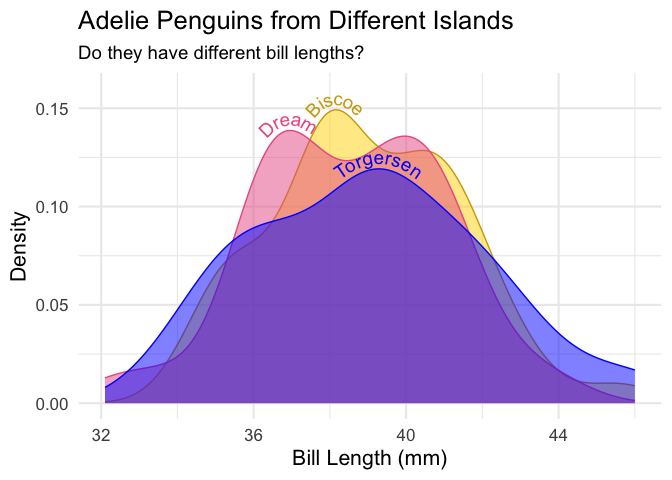 Adelie Penguins from Different Islands
Do they have different bill lengths?
Biscoe
Dream
Torgersen
0.15
0.10
0.05
0.00
Density
32 36 40 44
Bill Length (mm)